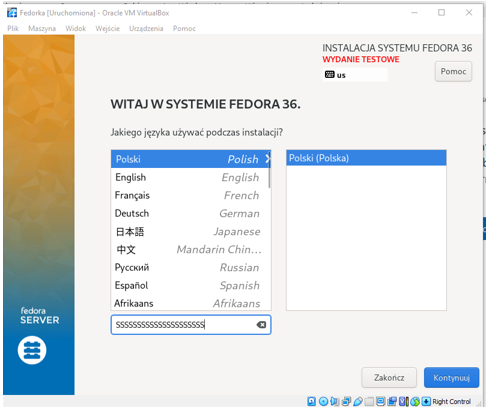 Fedorka [Uruchomiona] - Oracle VM VirtualBox
Plik Maszyna Widok Wejście Urządzenia Pomoc
INSTALACJA SYSTEMU FEDORA 36
WYDANIE TESTOWE
us
Pomoc
WITAJ W SYSTEMIE FEDORA 36.
Jakiego języka używać podczas instalacji?
Polski Polish
Polski (Polska)
English English
Français French
Deutsch German
日本語 Japanese
中文 Mandarin Chin…
Русский Russian
Español Spanish
Afrikaans Afrikaans
fedora
SERVER
Zakończ
Kontynuuj
Right Control